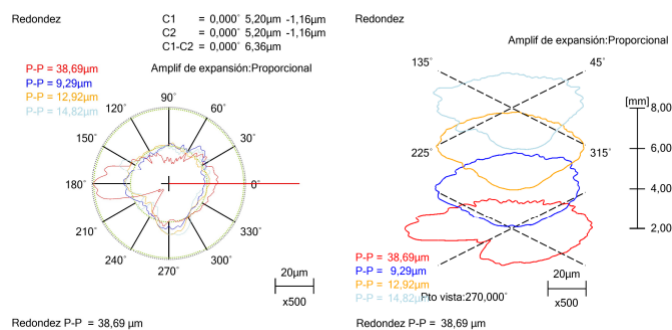 Redondez
C1 = 0,000° 5,20µm -1,16µm
C2 = 0,000° 5,20µm -1,16µm
C1-C2 = 0,000° 6,36µm
P-P = 38,69µm
P-P = 9,29µm
P-P = 12,92µm
P-P = 14,82µm
Amplif de expansión:Proporcional
90°
120° 60°
150° 30°
180° 0°
210° 330°
240° 300°
270°
20µm
x500
Redondez P-P = 38,69 µm
Redondez
Amplif de expansión:Proporcional
135° 45°
[mm]
8,00
225° 315°
6,00
4,00
2,00
P-P = 38,69µm
P-P = 9,29µm
P-P = 12,92µm
P-P = 14,82µm
Pto vista:270,000°
20µm
x500
Redondez P-P = 38,69 µm